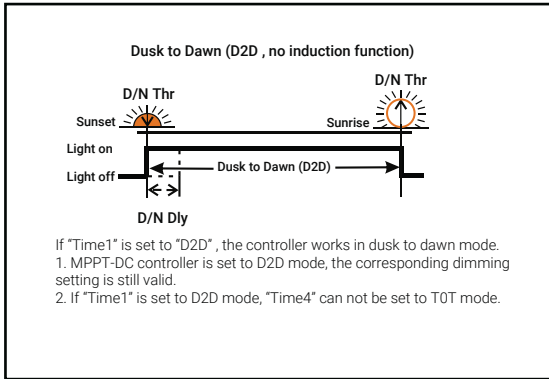 Dusk to Dawn (D2D , no induction function)
D/N Thr
D/N Thr
Sunset
Sunrise
Light on
Light off
Dusk to Dawn (D2D)
D/N Dly
If "Time1" is set to "D2D" , the controller works in dusk to dawn mode.
1. MPPT-DC controller is set to D2D mode, the corresponding dimming
setting is still valid.
2. If "Time1" is set to D2D mode, "Time4" can not be set to T0T mode.